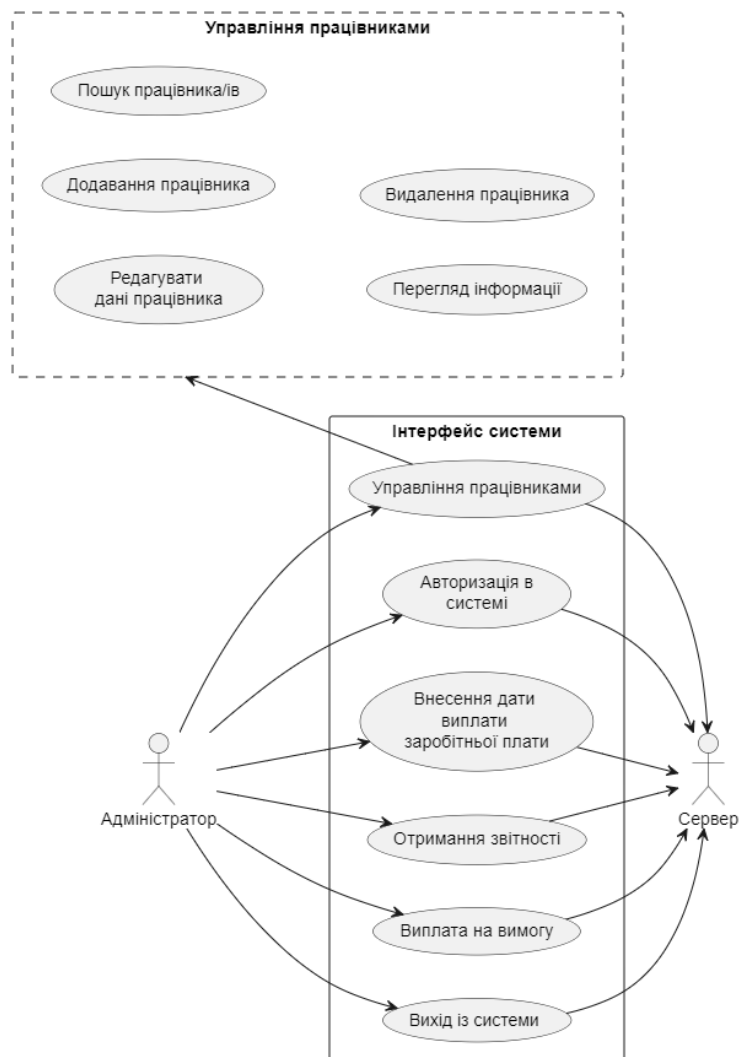 Управління працівниками
Пошук працівника/ів
Додавання працівника
Видалення працівника
Редагувати
дані працівника
Перегляд інформації
Інтерфейс системи
Управління працівниками
Авторизація в
системі
Внесення дати
виплати
заробітньої плати
Адміністратор
Сервер
Отримання звітності
Виплата на вимогу
Вихід із системи